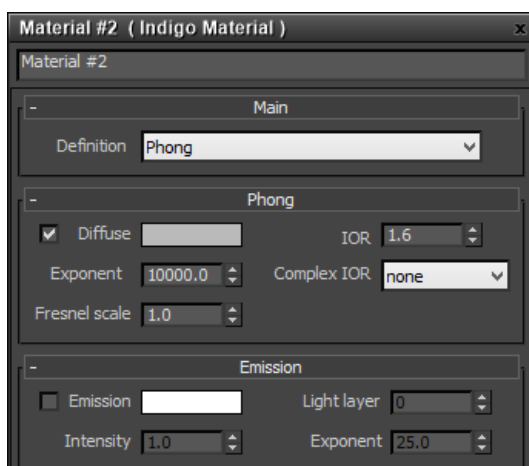 Material #2 ( Indigo Material ) x
Material #2
- Main
Definition Phong
- Phong
Diffuse IOR 1.6
Exponent 10000.0 Complex IOR none
Fresnel scale 1.0
- Emission
Emission Light layer 0
Intensity 1.0 Exponent 25.0